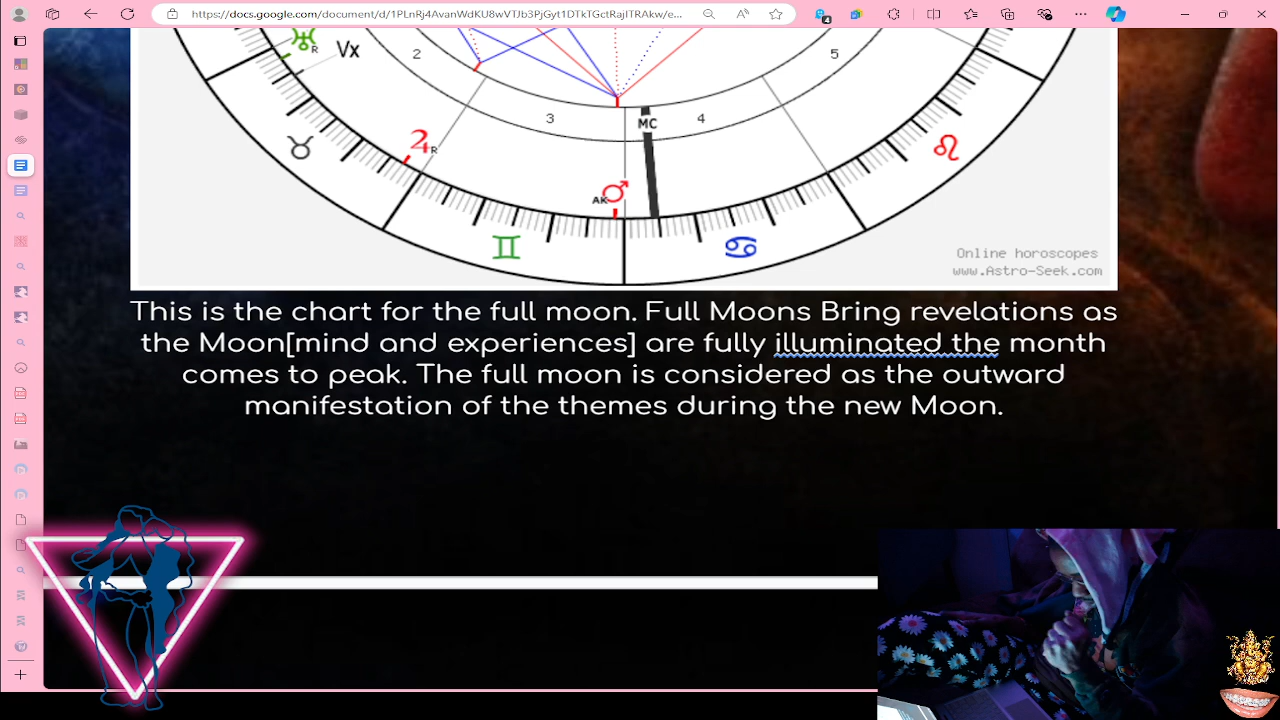 https://docs.google.com/document/d/1PLnRj4AvanWdKU8wVTJb3PjGyt1DTkTGctRajITRAkw/e...
4
R
Vx
2
5
3
MC
4
R
AK
Online horoscopes
www.Astro-Seek.com
This is the chart for the full moon. Full Moons Bring revelations as
the Moon[mind and experiences] are fully illuminated the month
comes to peak. The full moon is considered as the outward
manifestation of the themes during the new Moon.